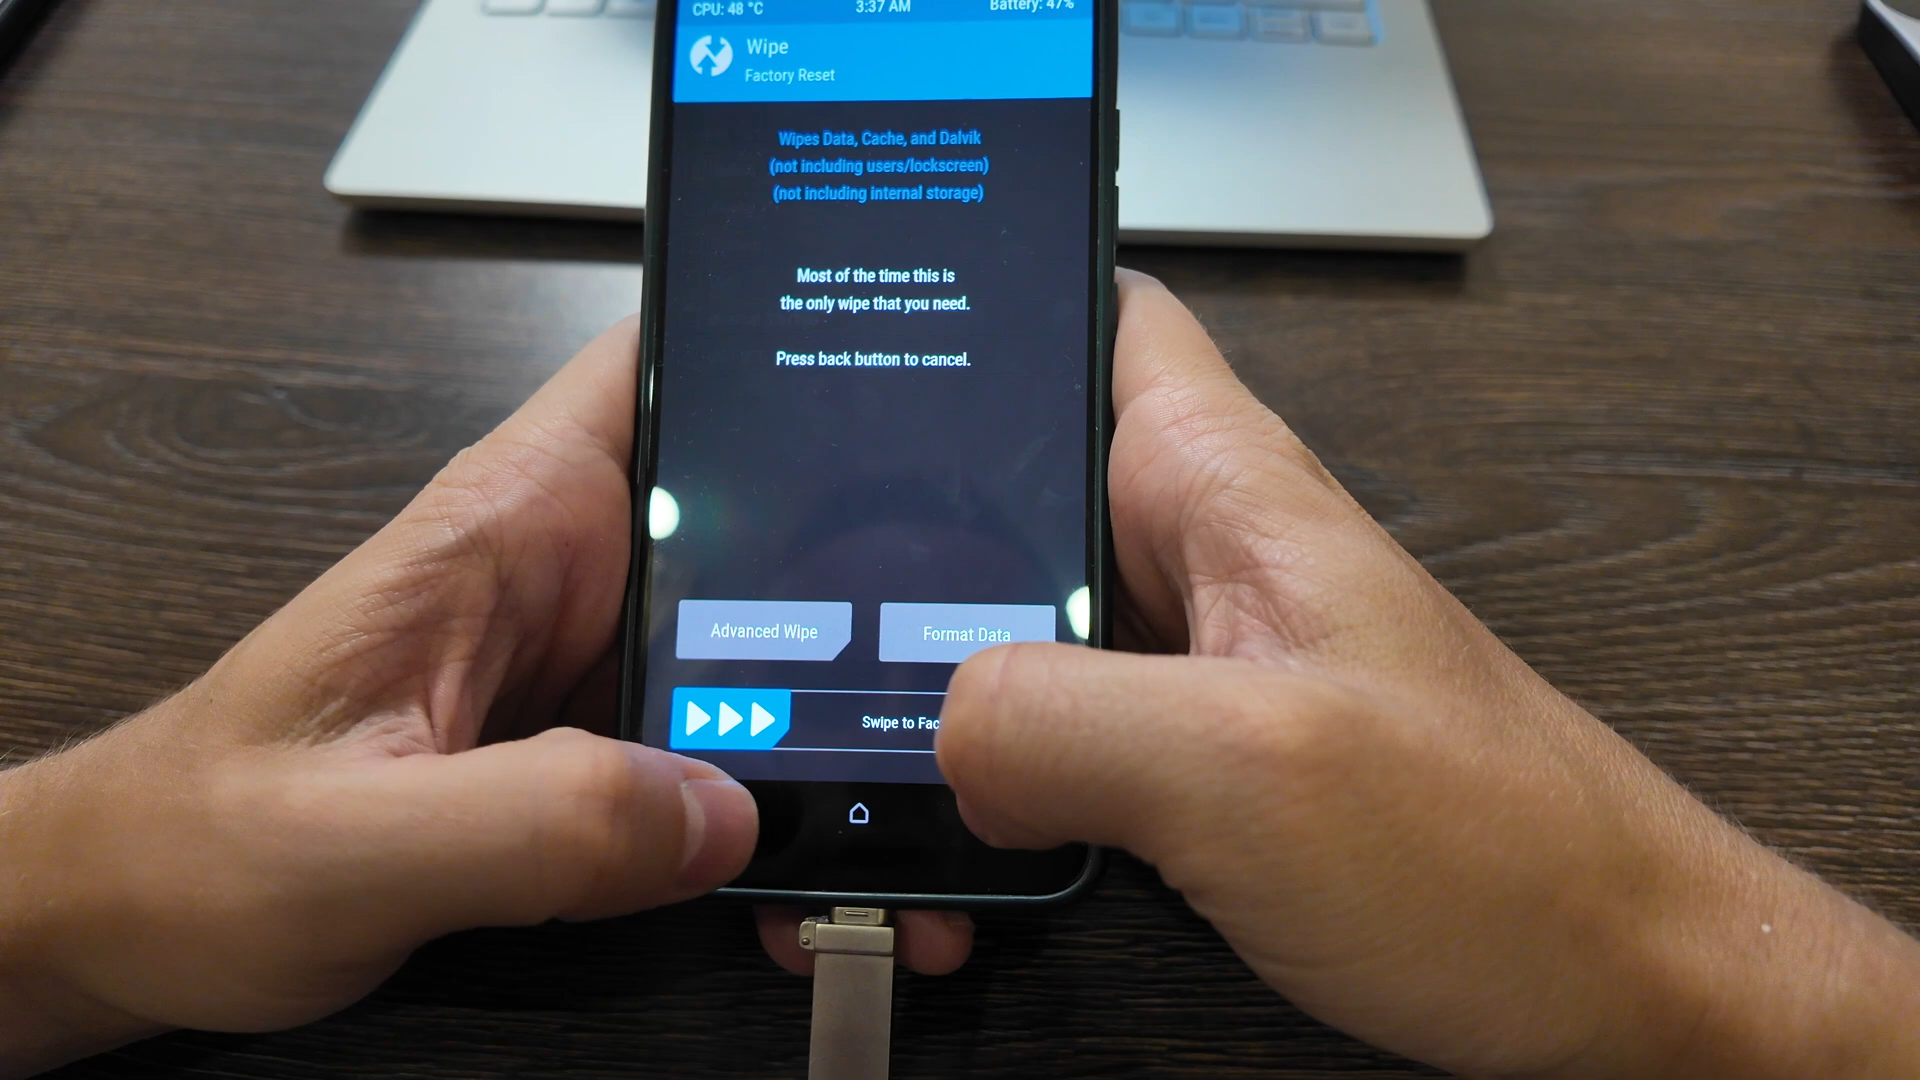 CPU: 48 °C 3:37 AM Battery: 47%
Wipe
Factory Reset
Wipes Data, Cache, and Dalvik
(not including users/lockscreen)
(not including internal storage)
Most of the time this is
the only wipe that you need.
Press back button to cancel.
Advanced Wipe Format Data
Swipe to Fac